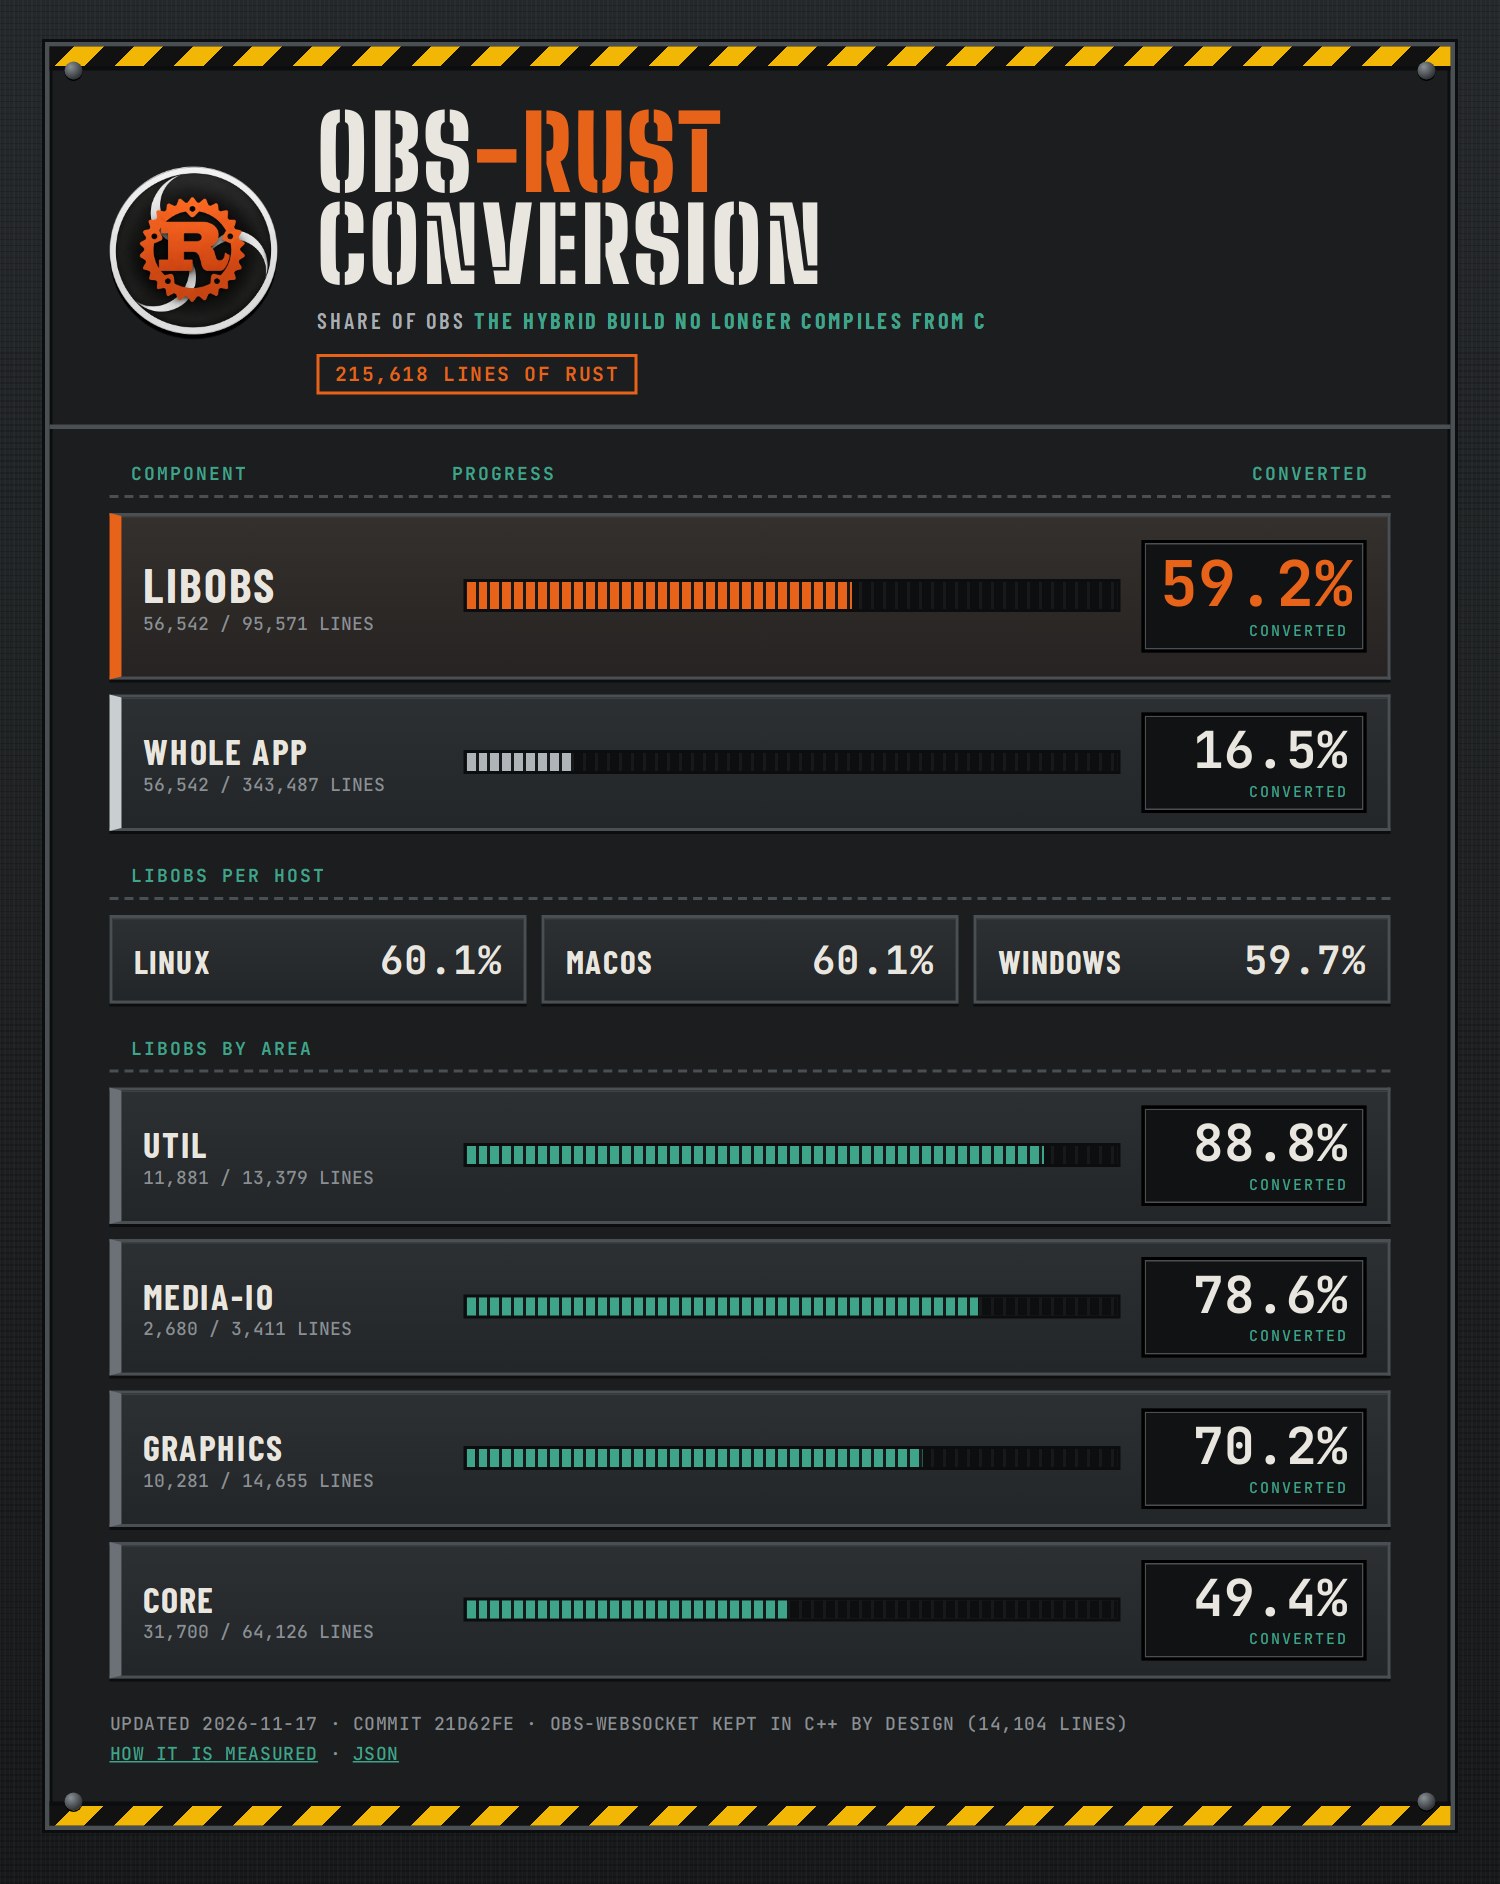 OBS-RUST
CONVERSION
SHARE OF OBS THE HYBRID BUILD NO LONGER COMPILES FROM C
215,618 LINES OF RUST
COMPONENT PROGRESS CONVERTED
LIBOBS
56,542 / 95,571 LINES
59.2%
CONVERTED
WHOLE APP
56,542 / 343,487 LINES
16.5%
CONVERTED
LIBOBS PER HOST
LINUX 60.1% MACOS 60.1% WINDOWS 59.7%
LIBOBS BY AREA
UTIL
11,881 / 13,379 LINES
88.8%
CONVERTED
MEDIA-IO
2,680 / 3,411 LINES
78.6%
CONVERTED
GRAPHICS
10,281 / 14,655 LINES
70.2%
CONVERTED
CORE
31,700 / 64,126 LINES
49.4%
CONVERTED
UPDATED 2026-11-17 · COMMIT 21D62FE · OBS-WEBSOCKET KEPT IN C++ BY DESIGN (14,104 LINES)
HOW IT IS MEASURED · JSON